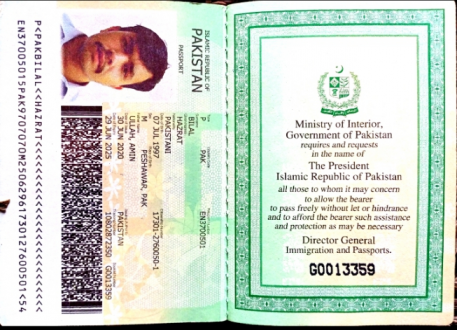 ISLAMIC REPUBLIC OF
PAKISTAN
PASSPORT
P PAK EN3700501
BILAL
HAZRAT
PAKISTANI
07 JUL 1997 17301-2760050-1
M PESHAWAR, PAK
ULLAH, AMIN
30 JUN 2020 PAKISTAN
29 JUN 2025 10802872350 G0013359
P<PAKBILAL<<HAZRAT<<<<<<<<<<<<<<<<<<<<<<<<<<
EN37005015PAK9707070M25062961730127600501<54
Ministry of Interior,
Government of Pakistan
requires and requests
in the name of
The President
Islamic Republic of Pakistan
all those to whom it may concern
to allow the bearer
to pass freely without let or hindrance
and to afford the bearer such assistance
and protection as may be necessary
Director General
Immigration and Passports.
G0013359